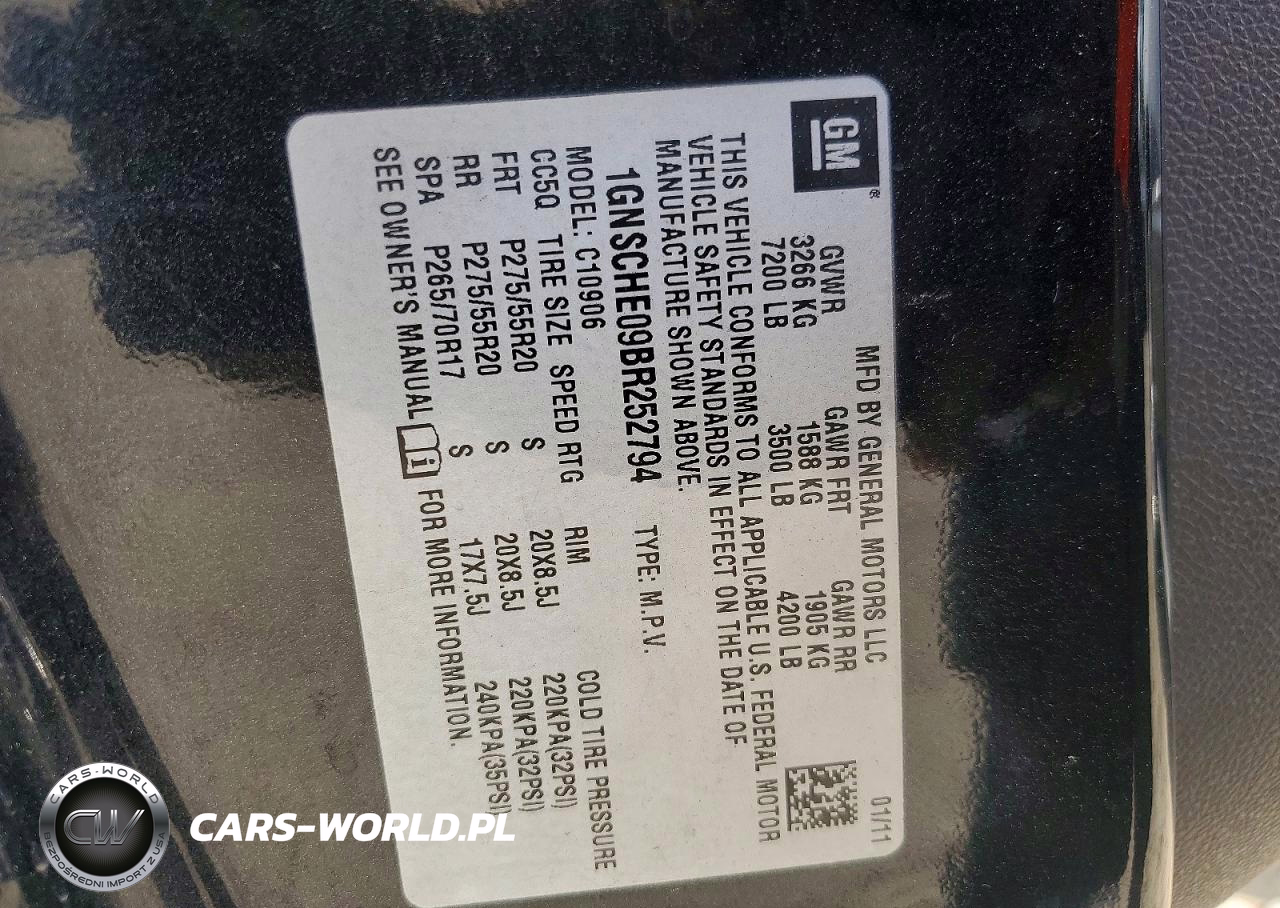 GM®
MFD BY GENERAL MOTORS LLC 01/11
GVWR GAWR FRT GAWR RR
3266 KG 1588 KG 1905 KG
7200 LB 3500 LB 4200 LB
THIS VEHICLE CONFORMS TO ALL APPLICABLE U.S. FEDERAL MOTOR
VEHICLE SAFETY STANDARDS IN EFFECT ON THE DATE OF
MANUFACTURE SHOWN ABOVE.
1GNSCHE09BR252794 TYPE: M.P.V.
MODEL: C10906
CC5Q TIRE SIZE SPEED RTG RIM COLD TIRE PRESSURE
FRT P275/55R20 S 20X8.5J 220KPA(32PSI)
RR P275/55R20 S 20X8.5J 220KPA(32PSI)
SPA P265/70R17 S 17X7.5J 240KPA(35PSI)
SEE OWNER'S MANUAL FOR MORE INFORMATION.
CARS-WORLD
CW
BEZPOŚREDNI IMPORT Z USA
CARS-WORLD.PL